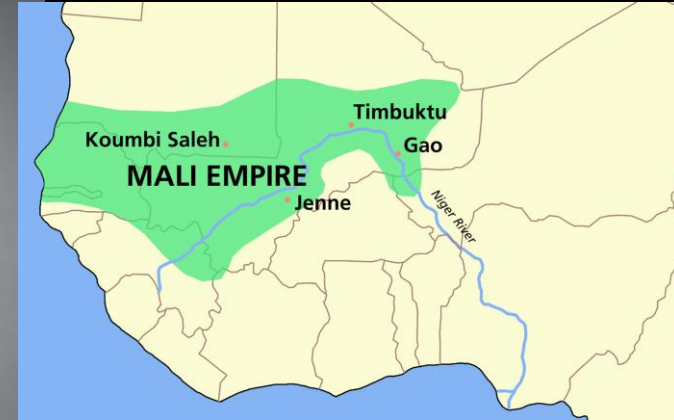 Timbuktu
Koumbi Saleh
Gao
MALI EMPIRE
Jenne
Niger River